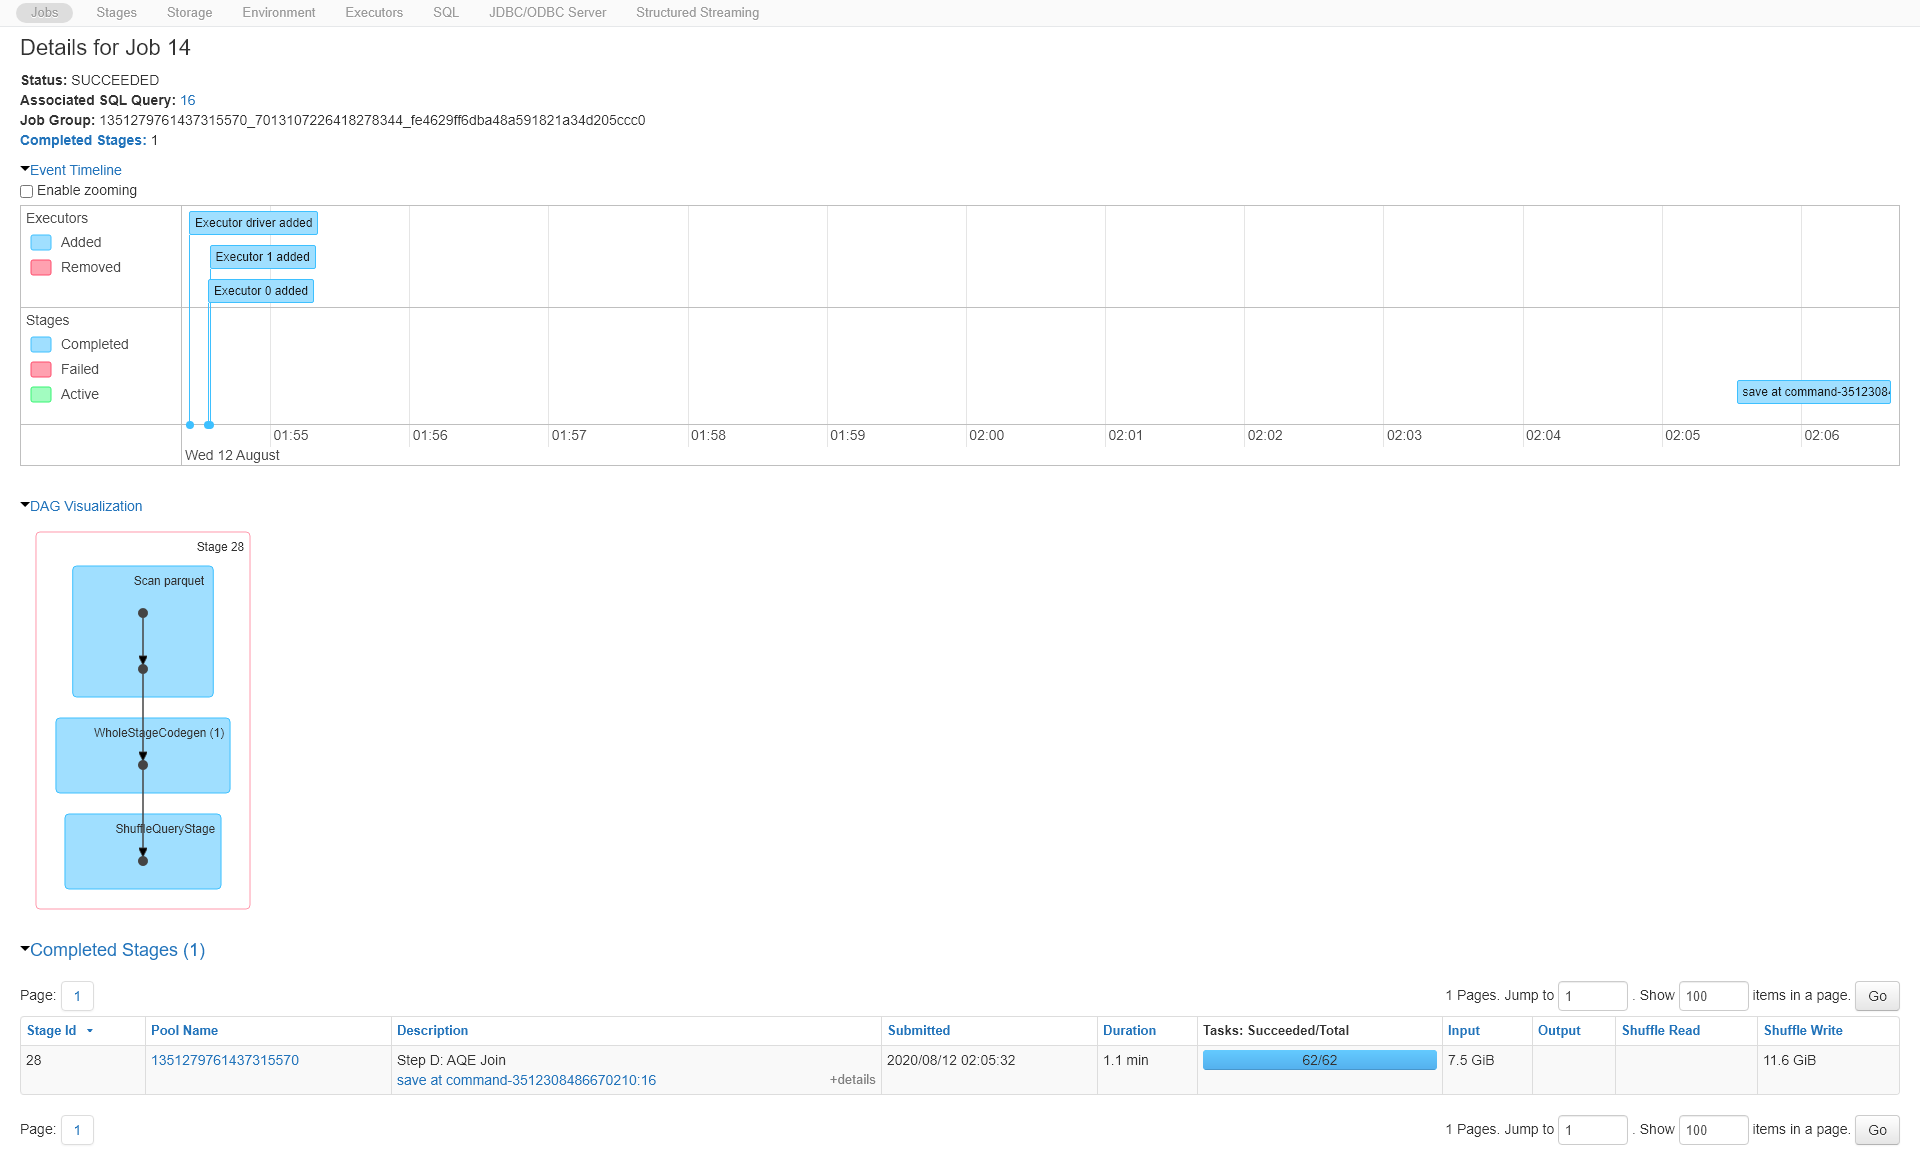 Jobs Stages Storage Environment Executors SQL JDBC/ODBC Server Structured Streaming
Details for Job 14
Status: SUCCEEDED
Associated SQL Query: 16
Job Group: 1351279761437315570_7013107226418278344_fe4629ff6dba48a591821a34d205ccc0
Completed Stages: 1
Event Timeline
Enable zooming
Executors
Added
Removed
Executor driver added
Executor 1 added
Executor 0 added
Stages
Completed
Failed
Active
save at command-3512308
01:55 01:56 01:57 01:58 01:59 02:00 02:01 02:02 02:03 02:04 02:05 02:06
Wed 12 August
DAG Visualization
Stage 28
Scan parquet
WholeStageCodegen (1)
ShuffleQueryStage
Completed Stages (1)
Page: 1 1 Pages. Jump to 1 . Show 100 items in a page. Go
Stage Id Pool Name Description Submitted Duration Tasks: Succeeded/Total Input Output Shuffle Read Shuffle Write
28 1351279761437315570 Step D: AQE Join 2020/08/12 02:05:32 1.1 min 62/62 7.5 GiB 11.6 GiB
save at command-3512308486670210:16 +details
Page: 1 1 Pages. Jump to 1 . Show 100 items in a page. Go